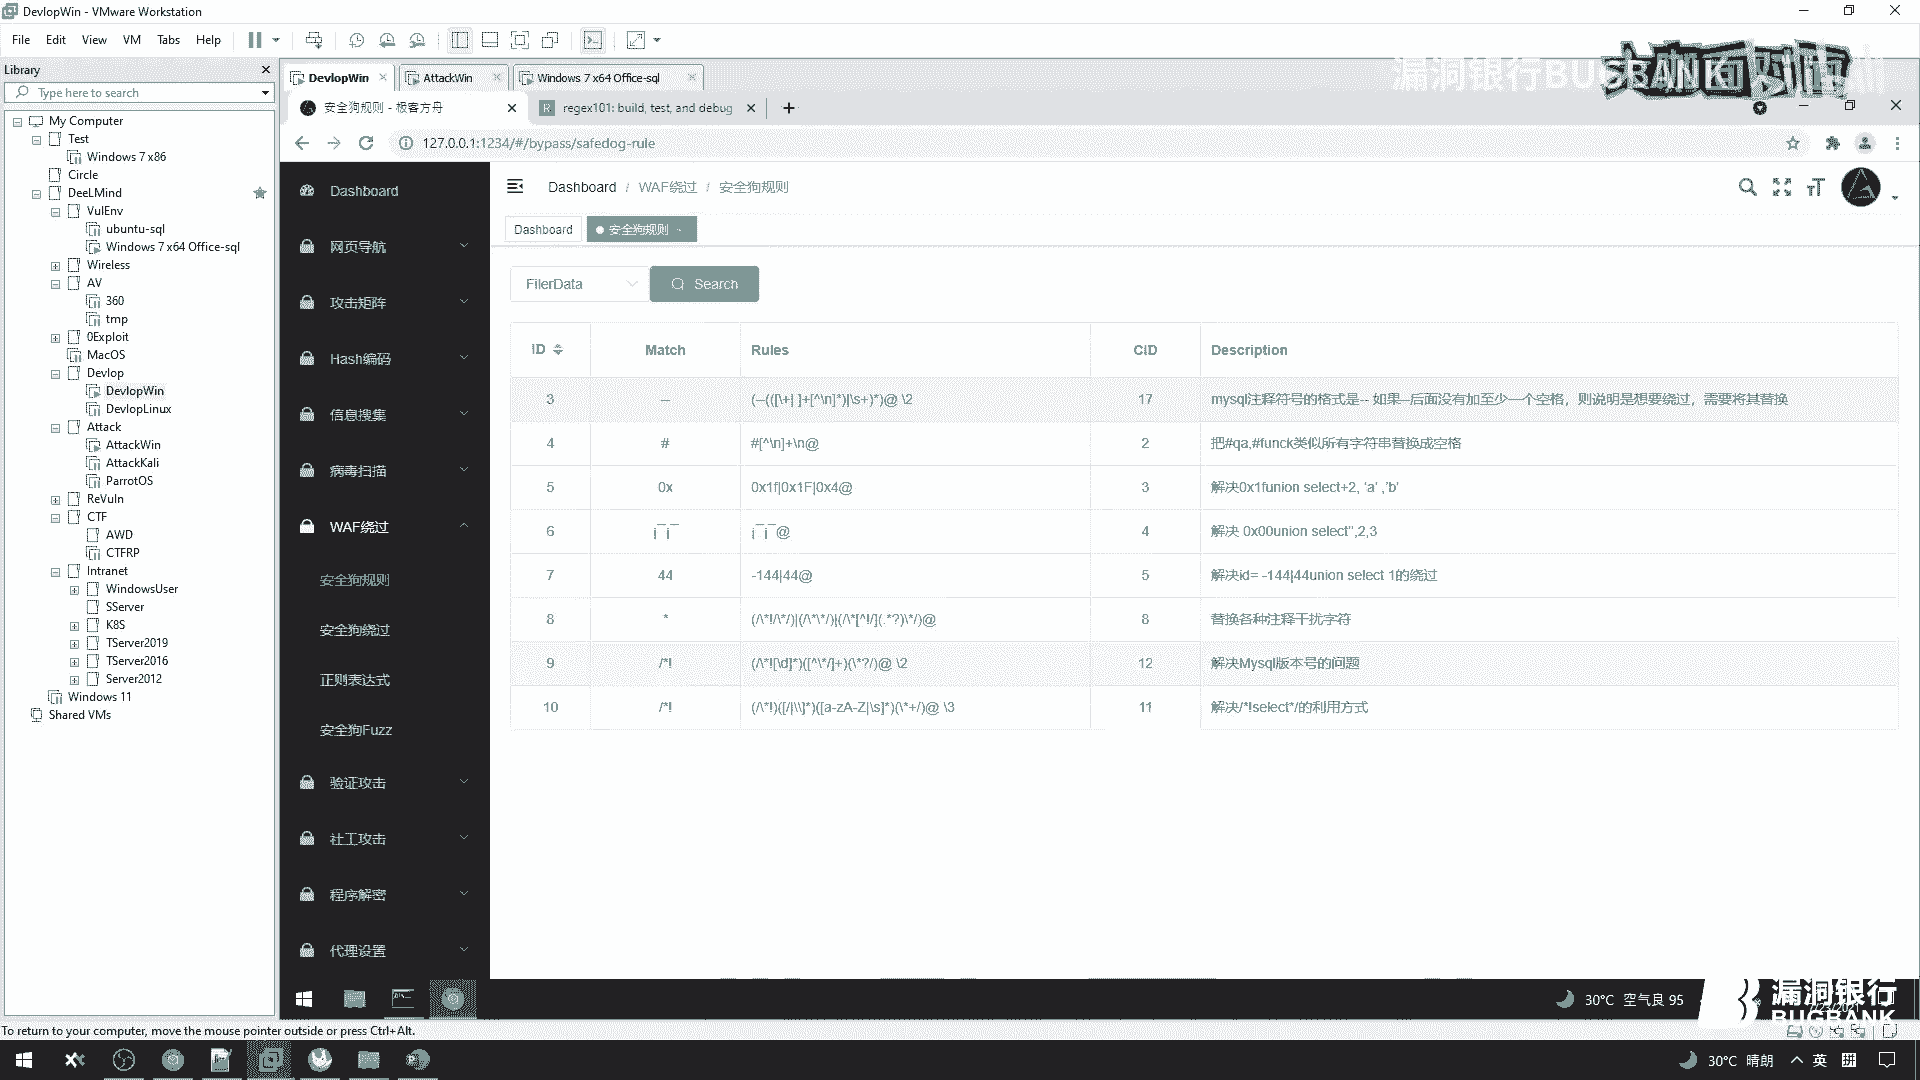 DevlopWin - VMware Workstation
File Edit View VM Tabs Help
Library
Type here to search
My Computer
Test
Windows 7 x86
Circle
DeeLMind
VulEnv
ubuntu-sql
Windows 7 x64 Office-sql
Wireless
AV
360
tmp
0Exploit
MacOS
Devlop
DevlopWin
DevlopLinux
Attack
AttackWin
AttackKali
ParrotOS
ReVuln
CTF
AWD
CTFRP
Intranet
WindowsUser
SServer
K8S
TServer2019
TServer2016
Server2012
Windows 11
Shared VMs
DevlopWin AttackWin Windows 7 x64 Office-sql
漏洞银行BUGBANK
安全狗规则 - 极客方舟 regex101: build, test, and debug
127.0.0.1:1234/#/bypass/safedog-rule
Dashboard
网页导航
攻击矩阵
Hash编码
信息搜集
病毒扫描
WAF绕过
安全狗规则
安全狗绕过
正则表达式
安全狗Fuzz
验证攻击
社工攻击
程序解密
代理设置
Dashboard / WAF绕过 / 安全狗规则
Dashboard 安全狗规则
FilerData Search
ID Match Rules CID Description
3 -- (--(([\+| ]+[^\n]*)|\s+)*)@ \2 17 mysql注释符号的格式是-- 如果--后面没有加至少一个空格，则说明是想要绕过，需要将其替换
4 # #[^\n]+\n@ 2 把#qa,#funck类似所有字符串替换成空格
5 0x 0x1f|0x1F|0x4@ 3 解决0x1funion select+2, 'a' ,'b'
6 i¯i¯ i¯i¯@ 4 解决 0x00union select",2,3
7 44 -144|44@ 5 解决id= -144|44union select 1的绕过
8 * (/\*!/\*/)|(/\*\*/)|(/\*[^!/](.*?)\*/)@ 8 替换各种注释干扰字符
9 /*! (/\*![\d]*)([^\*/]+)(\*?/)@ \2 12 解决Mysql版本号的问题
10 /*! (/\*!)([/|\\]*)([a-zA-Z|\s]*)(\*+/)@ \3 11 解决/*!select*/的利用方式
30°C 空气良 95
漏洞银行
BUGBANK
To return to your computer, move the mouse pointer outside or press Ctrl+Alt.
30°C 晴朗 英